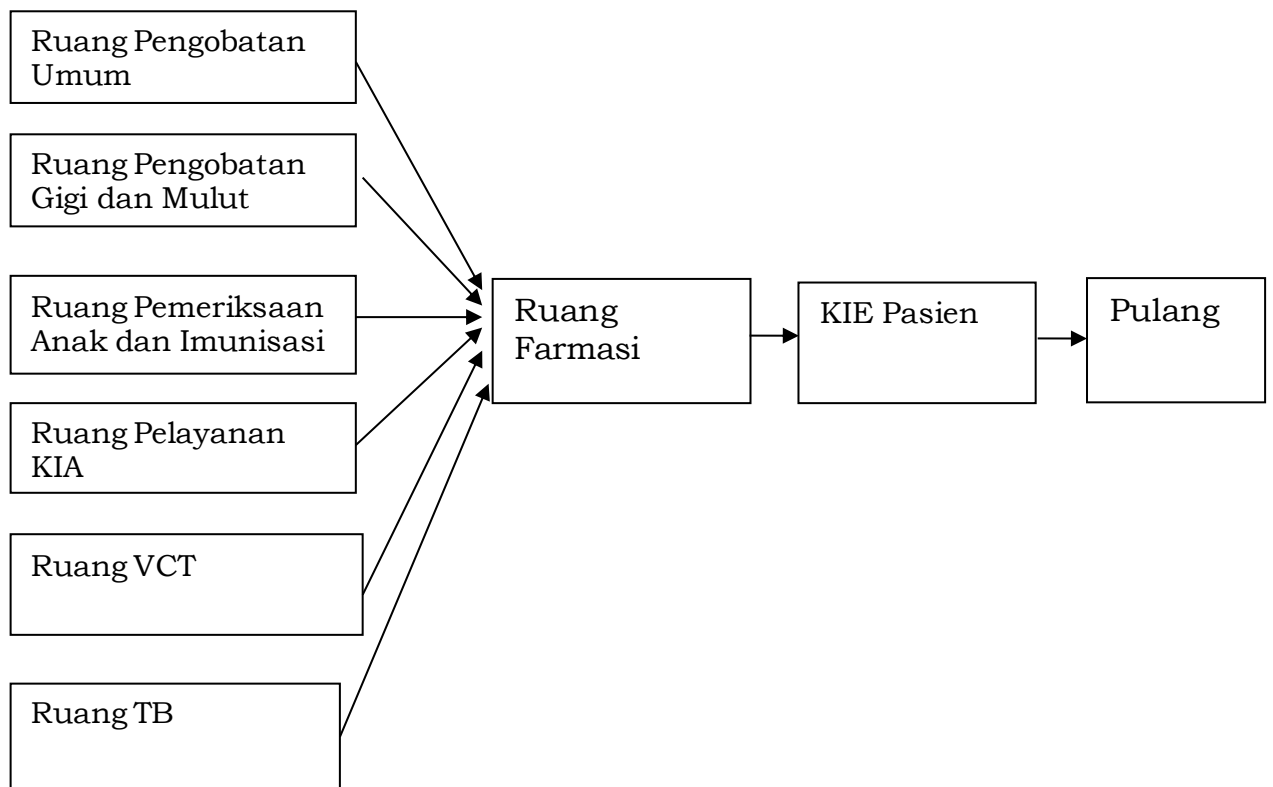 Ruang Pengobatan
Umum
Ruang Pengobatan
Gigi dan Mulut
Ruang Pemeriksaan
Anak dan Imunisasi
Ruang Pelayanan
KIA
Ruang VCT
Ruang TB
Ruang
Farmasi
KIE Pasien
Pulang